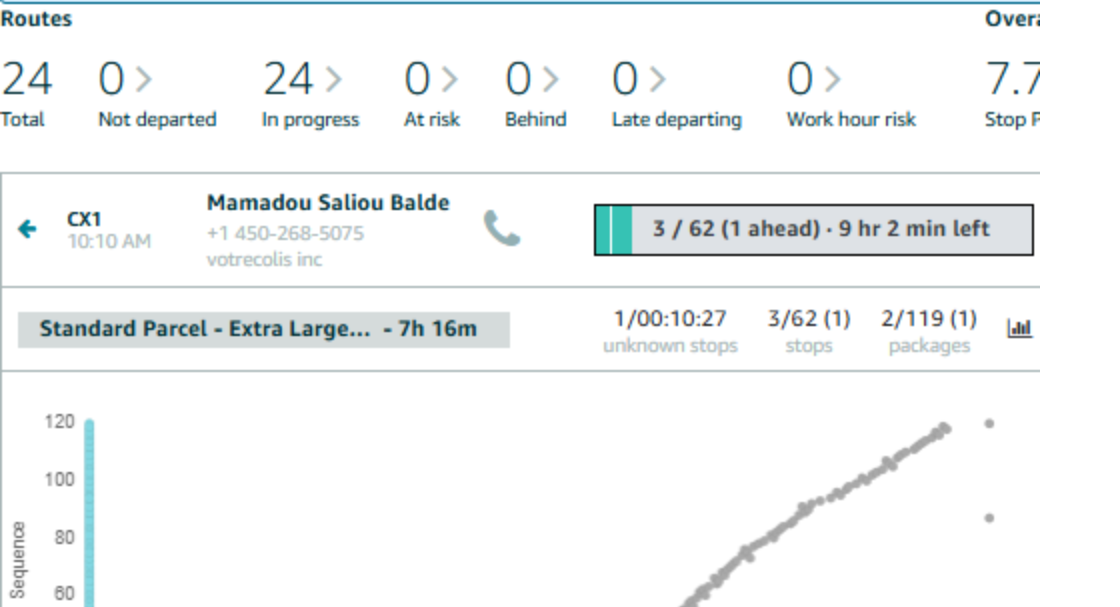 Routes
Overa
24 0 > 24 > 0 > 0 > 0 > 0 > 7.7
Total Not departed In progress At risk Behind Late departing Work hour risk Stop P
CX1
10:10 AM
Mamadou Saliou Balde
+1 450-268-5075
votrecolis inc
3 / 62 (1 ahead) · 9 hr 2 min left
Standard Parcel - Extra Large... - 7h 16m
1/00:10:27 3/62 (1) 2/119 (1)
unknown stops stops packages
120
100
80
60
Sequence